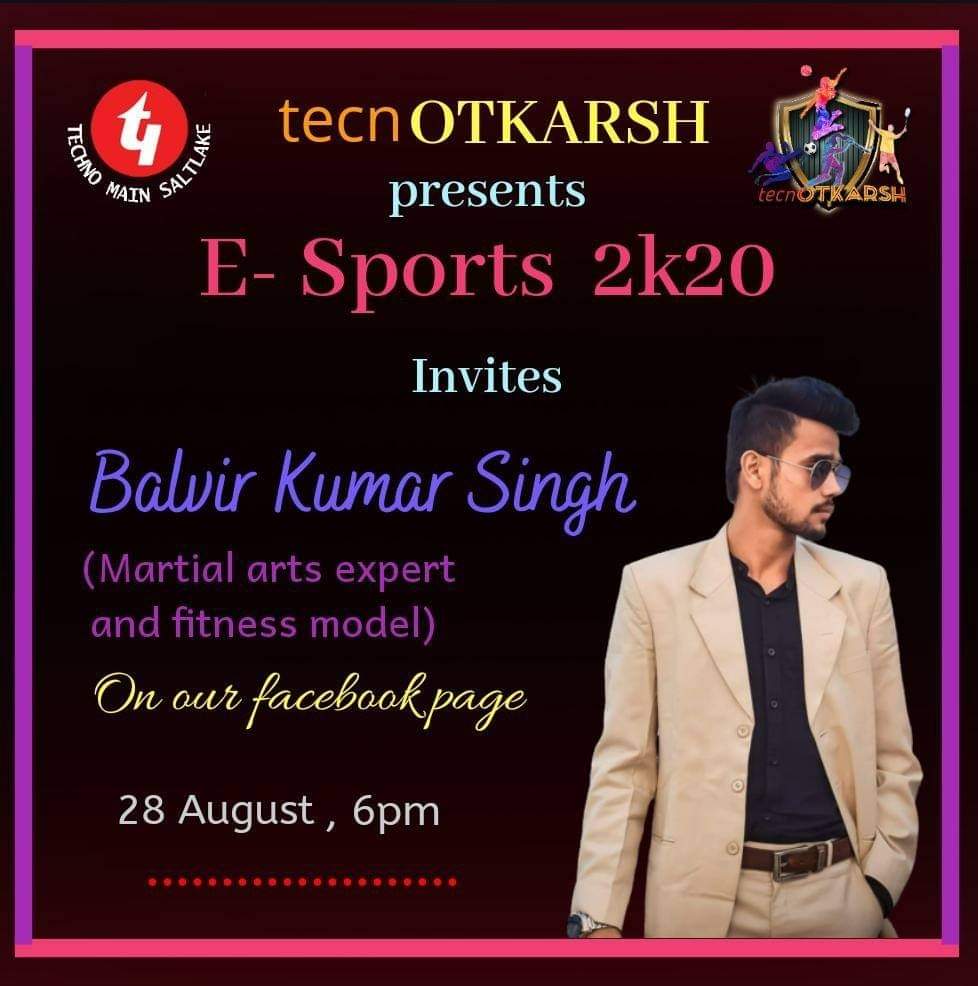 TECHNO MAIN SALTLAKE
tecnOTKARSH
tecnOTKARSH
presents
E- Sports 2k20
Invites
Balvir Kumar Singh
(Martial arts expert
and fitness model)
On our facebook page
28 August , 6pm